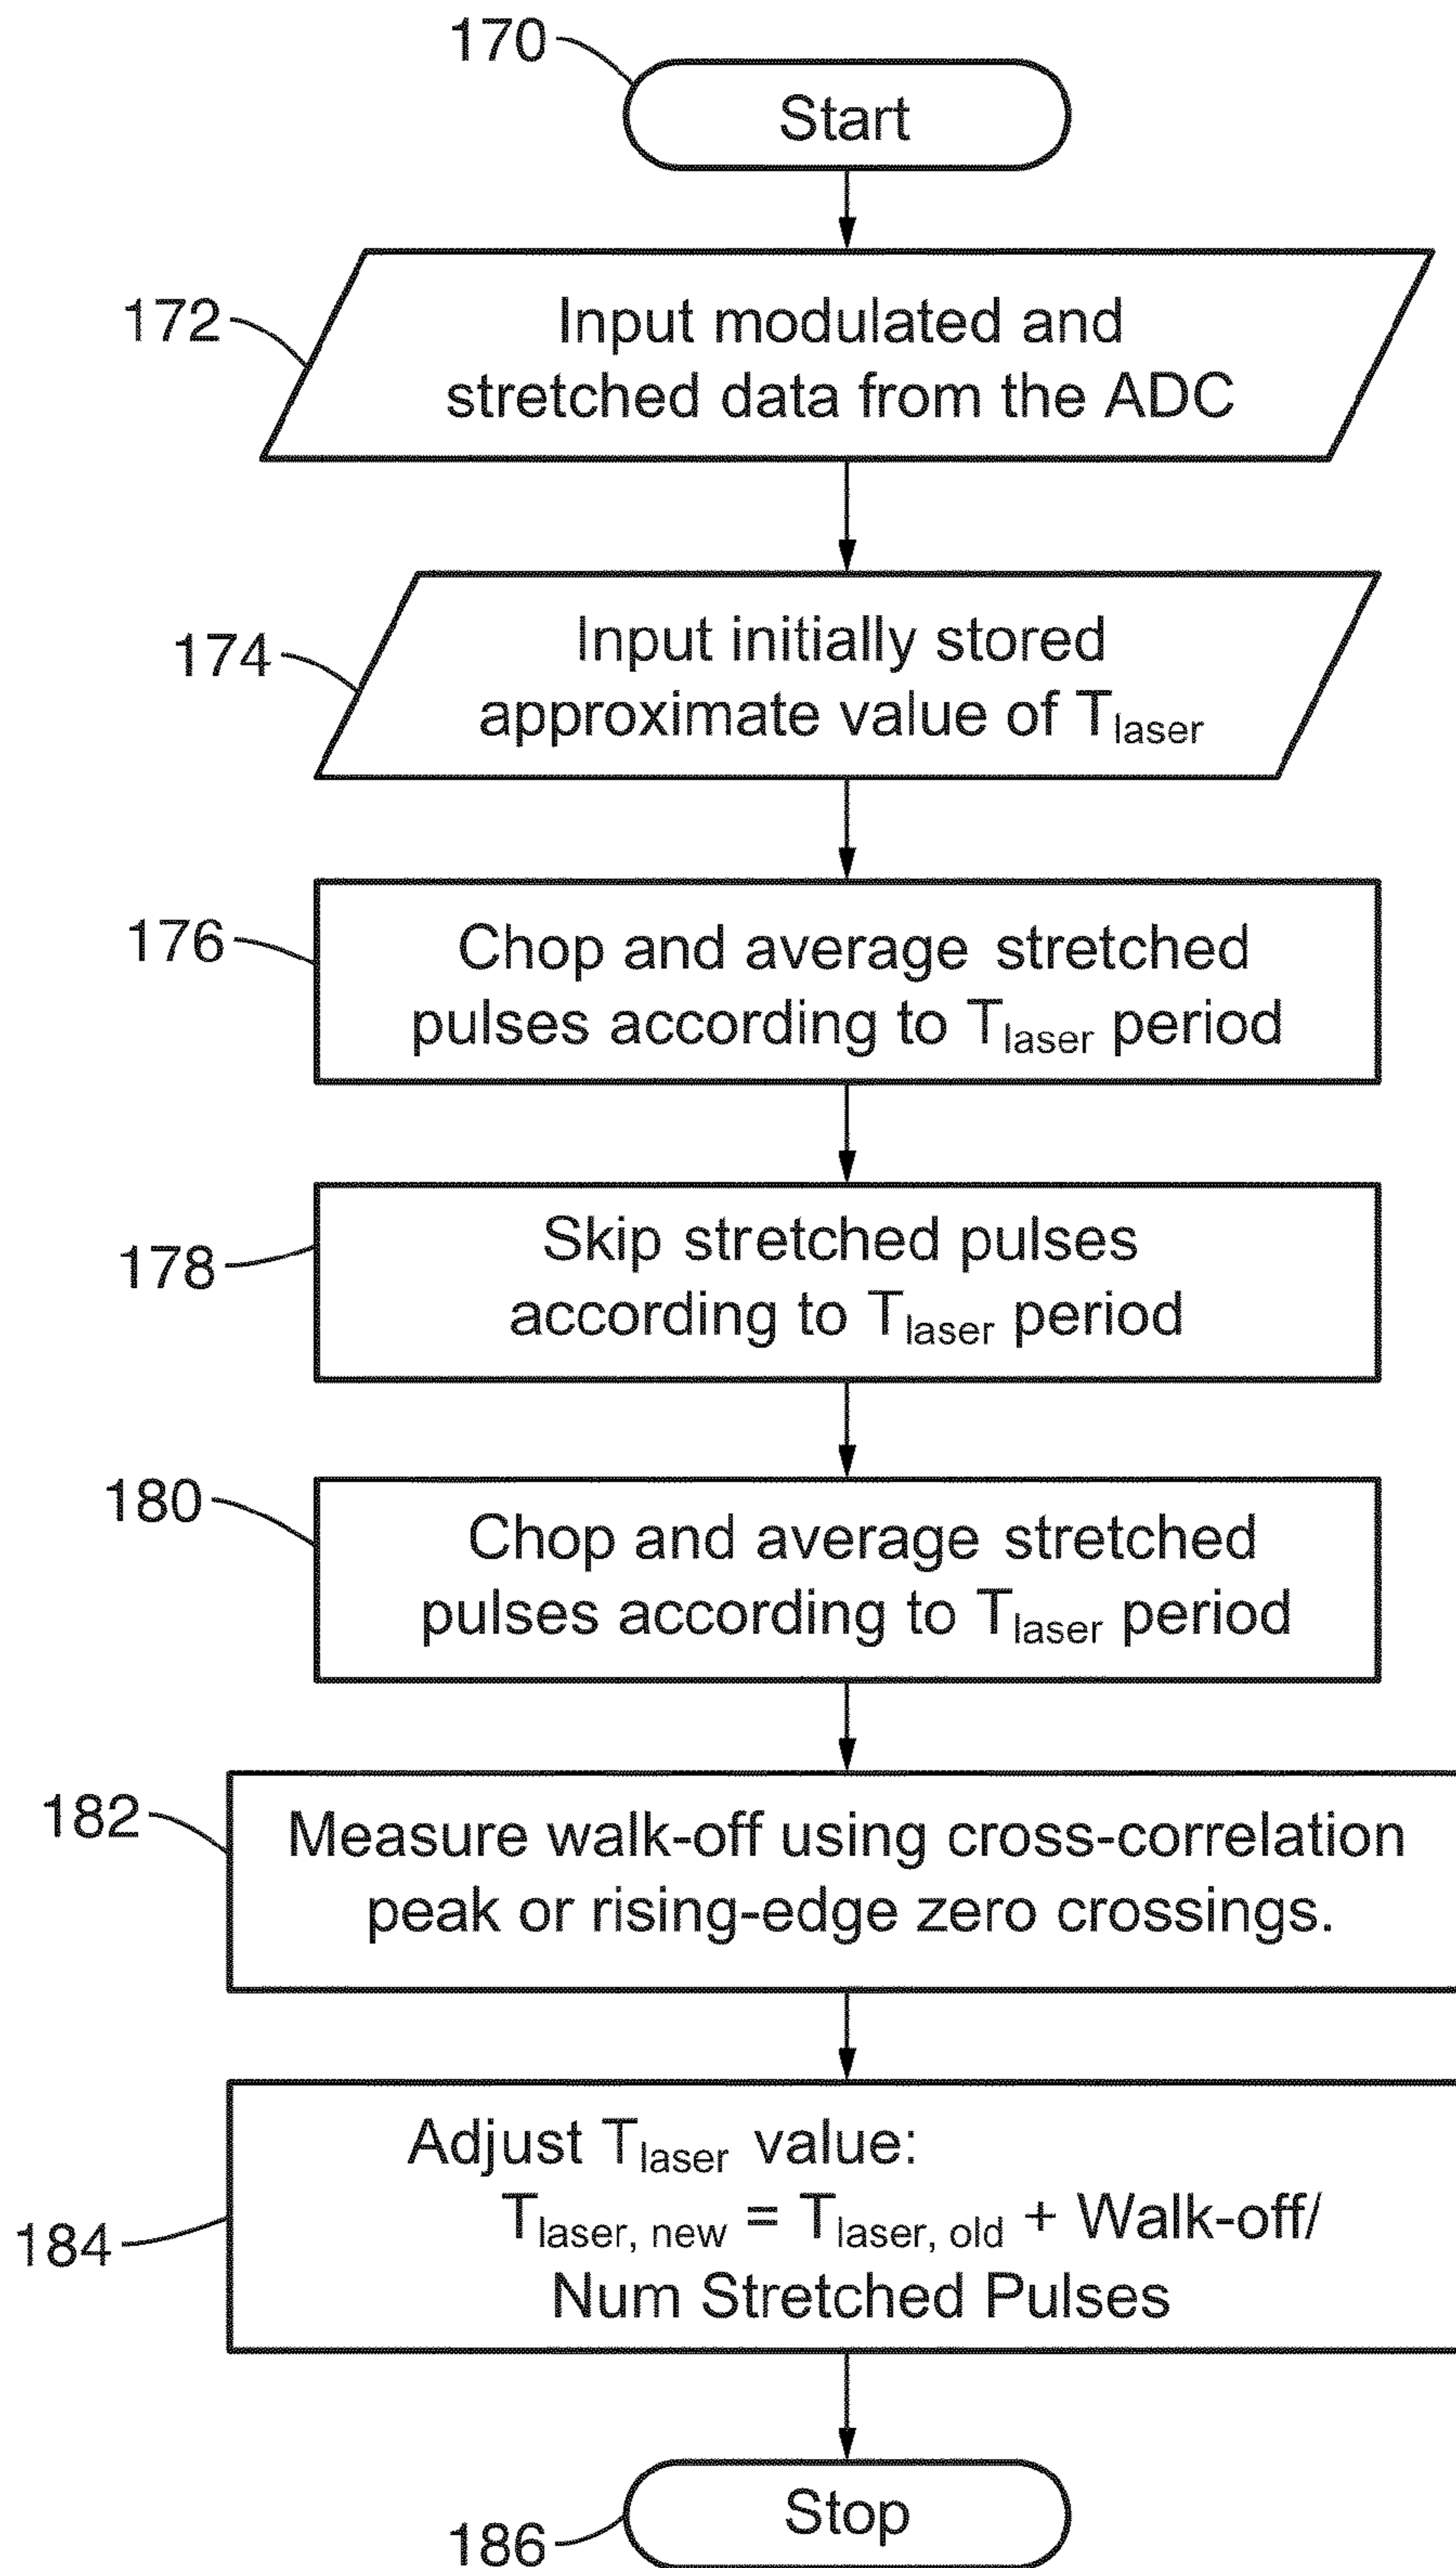 170
Start
172
Input modulated and
stretched data from the ADC
174
Input initially stored
approximate value of Tlaser
176
Chop and average stretched
pulses according to Tlaser period
178
Skip stretched pulses
according to Tlaser period
180
Chop and average stretched
pulses according to Tlaser period
182
Measure walk-off using cross-correlation
peak or rising-edge zero crossings.
184
Adjust Tlaser value:
Tlaser, new = Tlaser, old + Walk-off/
Num Stretched Pulses
186
Stop